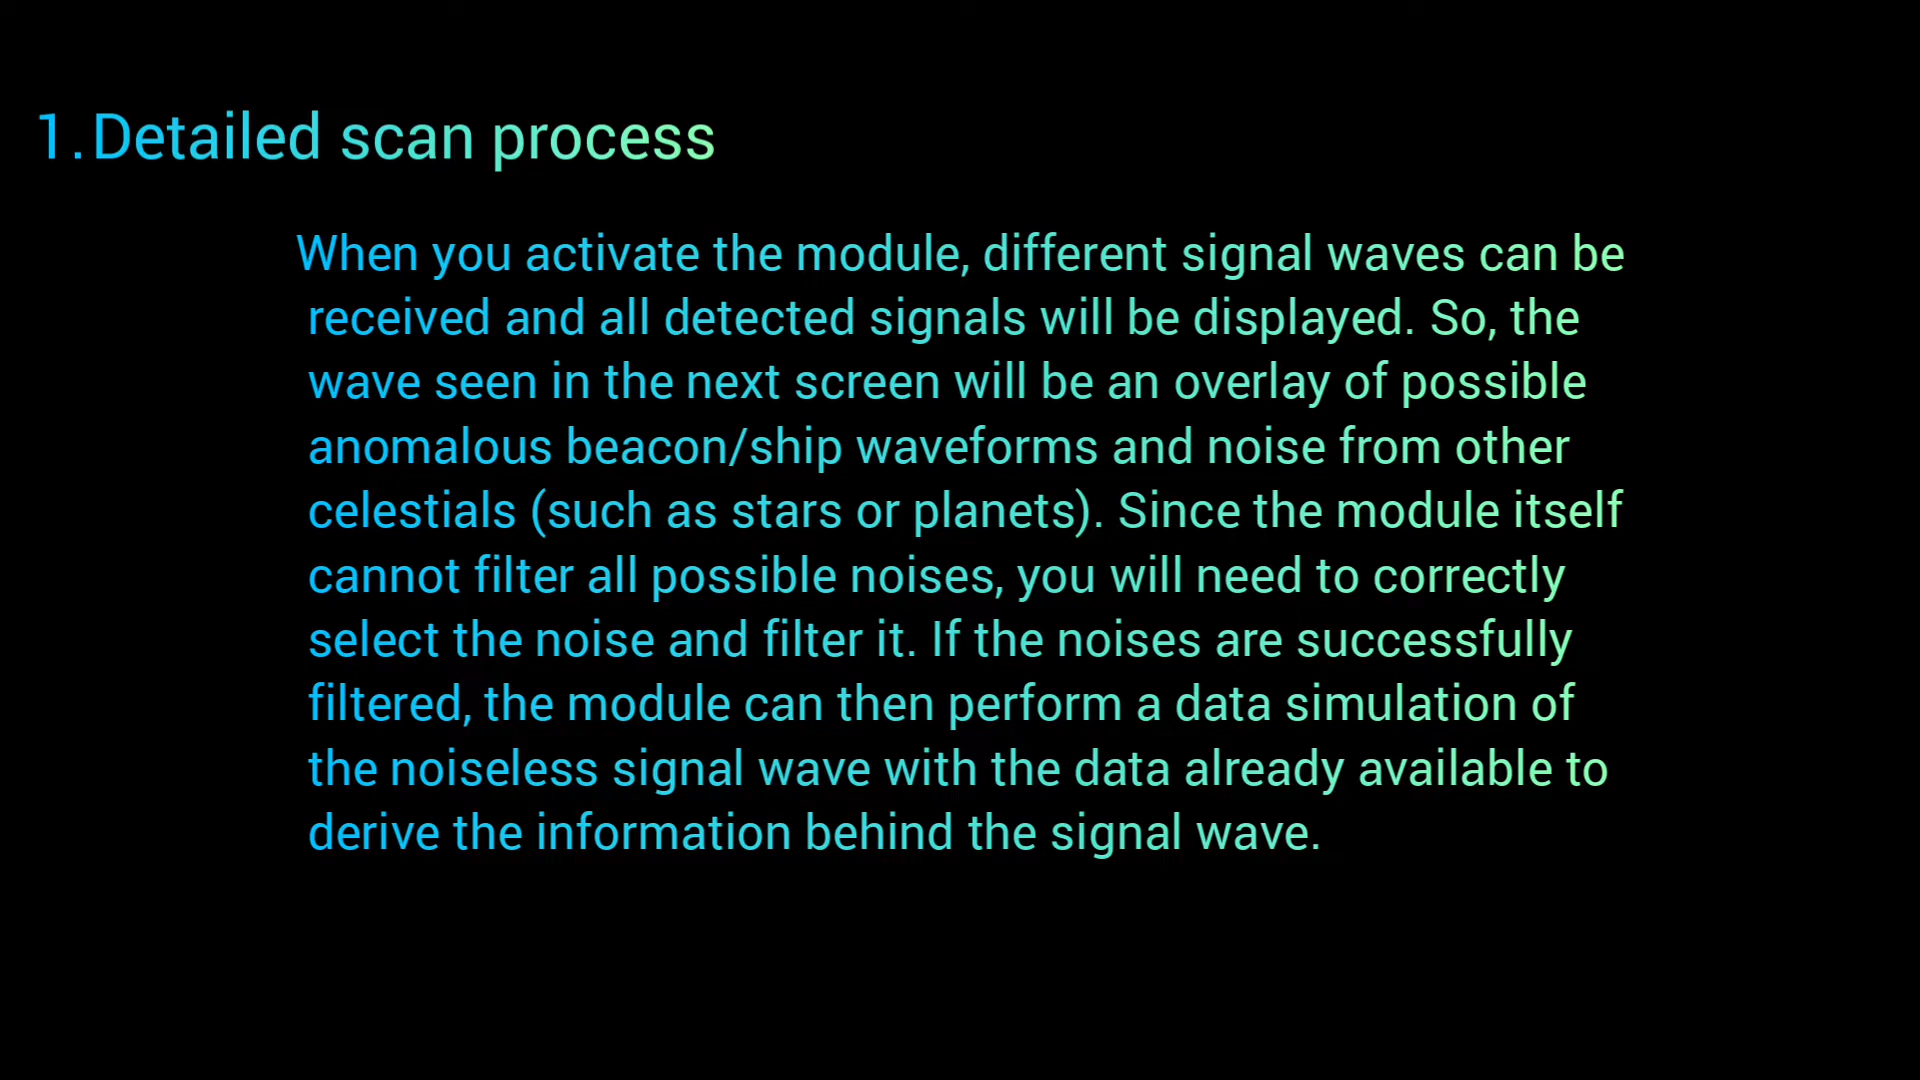 1. Detailed scan process
When you activate the module, different signal waves can be
received and all detected signals will be displayed. So, the
wave seen in the next screen will be an overlay of possible
anomalous beacon/ship waveforms and noise from other
celestials (such as stars or planets). Since the module itself
cannot filter all possible noises, you will need to correctly
select the noise and filter it. If the noises are successfully
filtered, the module can then perform a data simulation of
the noiseless signal wave with the data already available to
derive the information behind the signal wave.